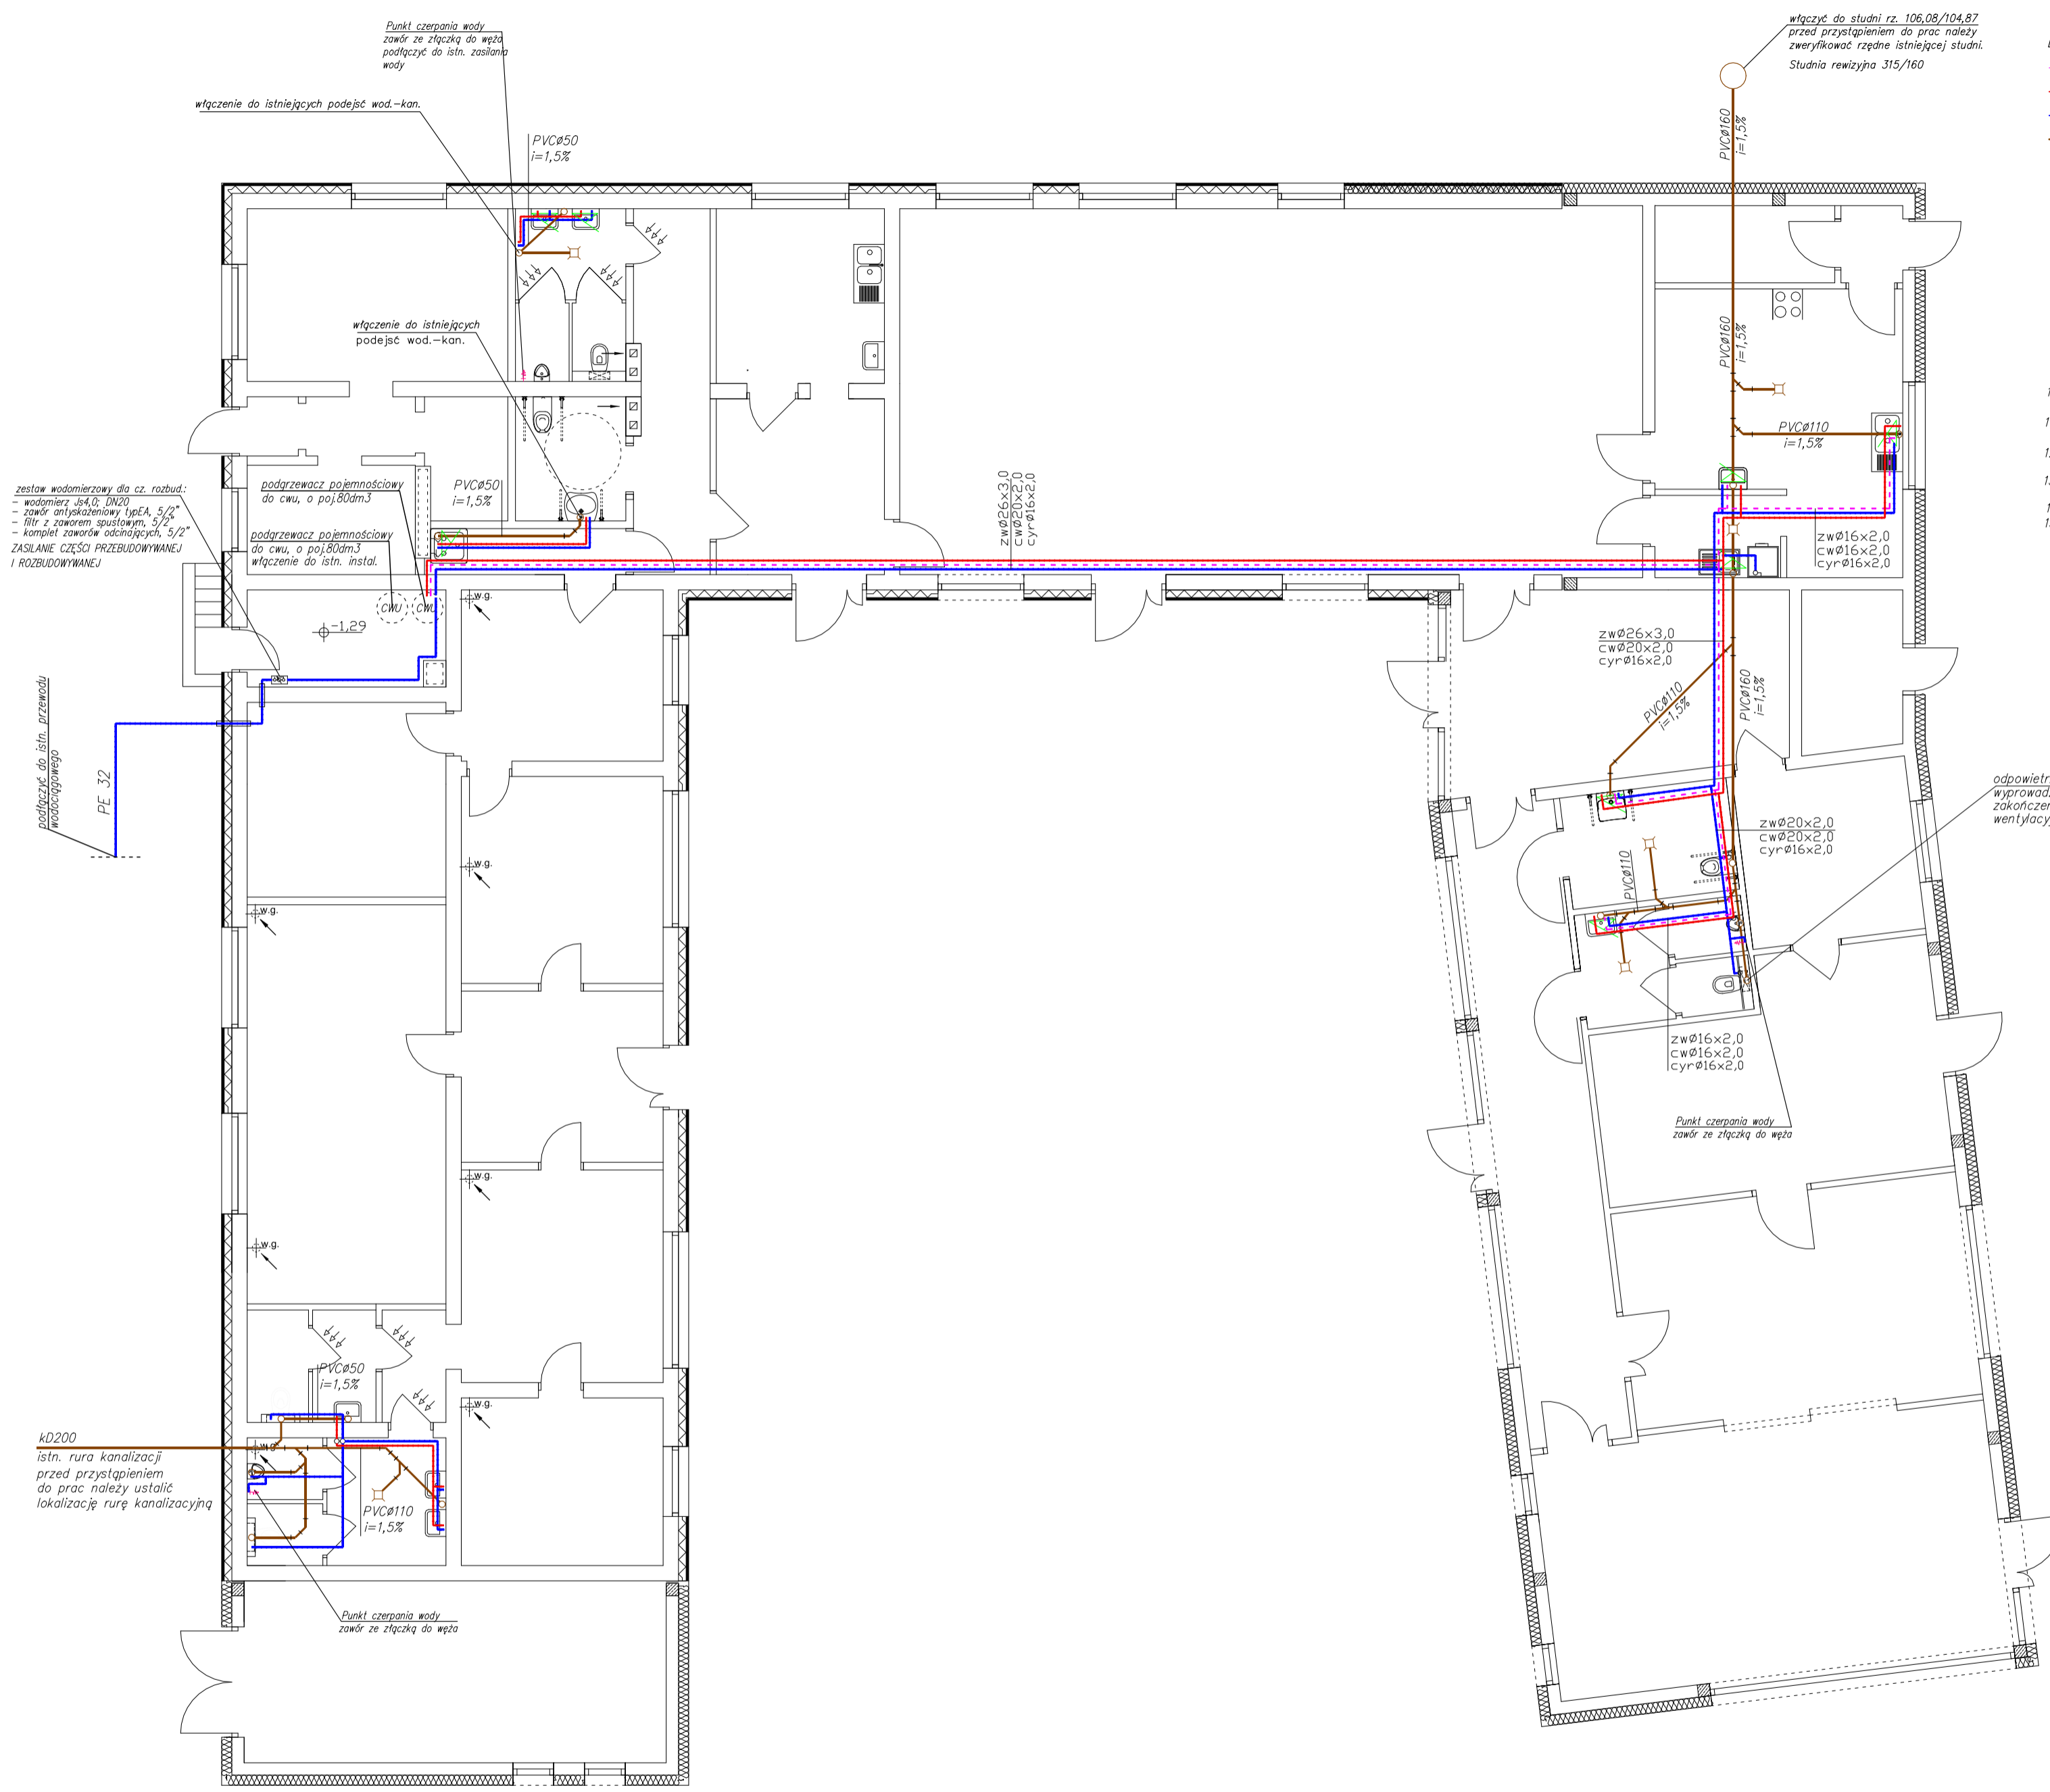 Punkt czerpania wody
zawór ze złączką do węża
podłączyć do istn. zasilania
wody
włączyć do studni rz. 106,08/104,87
przed przystąpieniem do prac należy
zweryfikować rzędne istniejącej studni.
Studnia rewizyjna 315/160
włączenie do istniejących podejść wod.-kan.
PVCø50
i=1,5%
PVCø160
i=1,5%
włączenie do istniejących
podejść wod.-kan.
PVCø160
i=1,5%
PVCø110
i=1,5%
zestaw wodomierzowy dla cz. rozbud.:
- wodomierz Js4,0; DN20
- zawór antyskażeniowy typEA, 5/2"
- filtr z zaworem spustowym, 5/2"
- komplet zaworów odcinających, 5/2"
ZASILANIE CZĘŚCI PRZEBUDOWYWANEJ
I ROZBUDOWYWANEJ
podgrzewacz pojemnościowy
do cwu, o poj.80dm3
PVCø50
i=1,5%
podgrzewacz pojemnościowy
do cwu, o poj.80dm3
włączenie do istn. instal.
zwø26x3,0
cwø20x2,0
cyrø16x2,0
zwø16x2,0
cwø16x2,0
cyrø16x2,0
CWU
CWU
w.g.
-1,29
zwø26x3,0
cwø20x2,0
cyrø16x2,0
podłączyć do istn. przewodu
wodociągowego
PE 32
PVCø110
i=1,5%
PVCø160
i=1,5%
odpowietr
wyprowad
zakończen
wentylacy
zwø20x2,0
cwø20x2,0
cyrø16x2,0
w.g.
PVCø110
w.g.
zwø16x2,0
cwø16x2,0
cyrø16x2,0
Punkt czerpania wody
zawór ze złączką do węża
w.g.
w.g.
PVCø50
i=1,5%
w.g.
kD200
istn. rura kanalizacji
przed przystąpieniem
do prac należy ustalić
lokalizację rurę kanalizacyjną
w.g.
PVCø110
i=1,5%
Punkt czerpania wody
zawór ze złączką do węża